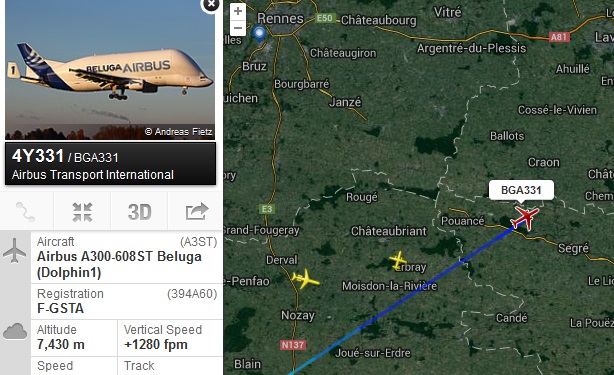 1
BELUGA AIRBUS
© Andreas Fietz
4Y331 / BGA331
Airbus Transport International
3D
Aircraft (A3ST)
Airbus A300-608ST Beluga
(Dolphin1)
Registration (394A60)
F-GSTA
Altitude Vertical Speed
7,430 m +1280 fpm
Speed Track
+
-
Rennes
E50
Châteaubourg
Vitré
A81
Bruz
Châteaugiron
Argentré-du-Plessis
Ahuillé
Bourgbarré
uichen
Janzé
Cossé-le-Vivien
Ballots
Craon
Rougé
BGA331
E3
rand-Fougeray
Châteaubriant
Pouancé
Segré
Derval
Erbray
-Penfao
Moisdon-la-Rivière
Nozay
Candé
La Pouëz
N137
Joué-sur-Erdre
Blain